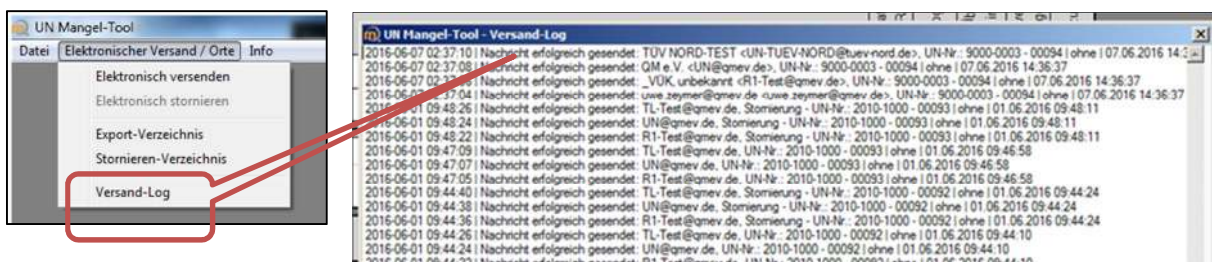 UN Mangel-Tool
Datei Elektronischer Versand / Orte Info
Elektronisch versenden
Elektronisch stornieren
Export-Verzeichnis
Stornieren-Verzeichnis
Versand-Log
UN Mangel-Tool - Versand-Log
2016-06-07 02:37:10 | Nachricht erfolgreich gesendet: TÜV NORD-TEST <UN-TUEV-NORD@tuev-nord.de>, UN-Nr.: 9000-0003 - 00094 | ohne | 07.06.2016 14:3
2016-06-07 02:37:08 | Nachricht erfolgreich gesendet: QM e.V. <UN@qmev.de>, UN-Nr.: 9000-0003 - 00094 | ohne | 07.06.2016 14:36:37
2016-06-07 02:37: | Nachricht erfolgreich gesendet: _VÜK, unbekannt <R1-Test@qmev.de>, UN-Nr.: 9000-0003 - 00094 | ohne | 07.06.2016 14:36:37
2016-06-07 02:37:04 | Nachricht erfolgreich gesendet: uwe.zeymer@qmev.de <uwe.zeymer@qmev.de>, UN-Nr.: 9000-0003 - 00094 | ohne | 07.06.2016 14:36:37
2016-06-01 09:48:26 | Nachricht erfolgreich gesendet: TL-Test@qmev.de, Stornierung - UN-Nr.: 2010-1000 - 00093 | ohne | 01.06.2016 09:48:11
2016-06-01 09:48:24 | Nachricht erfolgreich gesendet: UN@qmev.de, Stornierung - UN-Nr.: 2010-1000 - 00093 | ohne | 01.06.2016 09:48:11
2016-06-01 09:48:22 | Nachricht erfolgreich gesendet: R1-Test@qmev.de, Stornierung - UN-Nr.: 2010-1000 - 00093 | ohne | 01.06.2016 09:48:11
2016-06-01 09:47:09 | Nachricht erfolgreich gesendet: TL-Test@qmev.de, UN-Nr.: 2010-1000 - 00093 | ohne | 01.06.2016 09:46:58
2016-06-01 09:47:07 | Nachricht erfolgreich gesendet: UN@qmev.de, UN-Nr.: 2010-1000 - 00093 | ohne | 01.06.2016 09:46:58
2016-06-01 09:47:05 | Nachricht erfolgreich gesendet: R1-Test@qmev.de, UN-Nr.: 2010-1000 - 00093 | ohne | 01.06.2016 09:46:58
2016-06-01 09:44:40 | Nachricht erfolgreich gesendet: TL-Test@qmev.de, Stornierung - UN-Nr.: 2010-1000 - 00092 | ohne | 01.06.2016 09:44:24
2016-06-01 09:44:38 | Nachricht erfolgreich gesendet: UN@qmev.de, Stornierung - UN-Nr.: 2010-1000 - 00092 | ohne | 01.06.2016 09:44:24
2016-06-01 09:44:36 | Nachricht erfolgreich gesendet: R1-Test@qmev.de, Stornierung - UN-Nr.: 2010-1000 - 00092 | ohne | 01.06.2016 09:44:24
2016-06-01 09:44:26 | Nachricht erfolgreich gesendet: TL-Test@qmev.de, UN-Nr.: 2010-1000 - 00092 | ohne | 01.06.2016 09:44:10
2016-06-01 09:44:24 | Nachricht erfolgreich gesendet: UN@qmev.de, UN-Nr.: 2010-1000 - 00092 | ohne | 01.06.2016 09:44:10